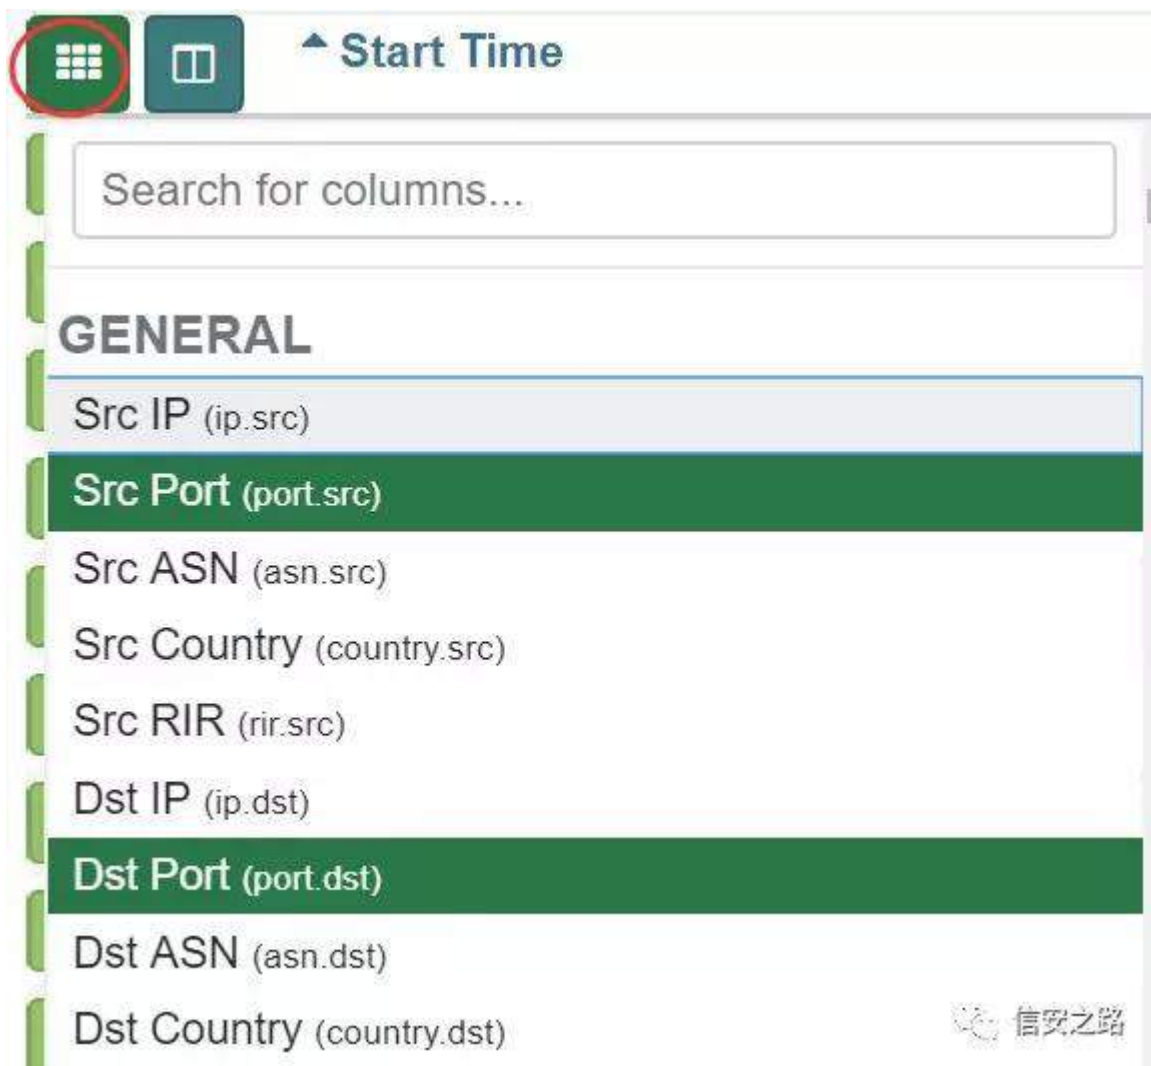 Start Time
Search for columns...
GENERAL
Src IP (ip.src)
Src Port (port.src)
Src ASN (asn.src)
Src Country (country.src)
Src RIR (rir.src)
Dst IP (ip.dst)
Dst Port (port.dst)
Dst ASN (asn.dst)
Dst Country (country.dst)
信安之路